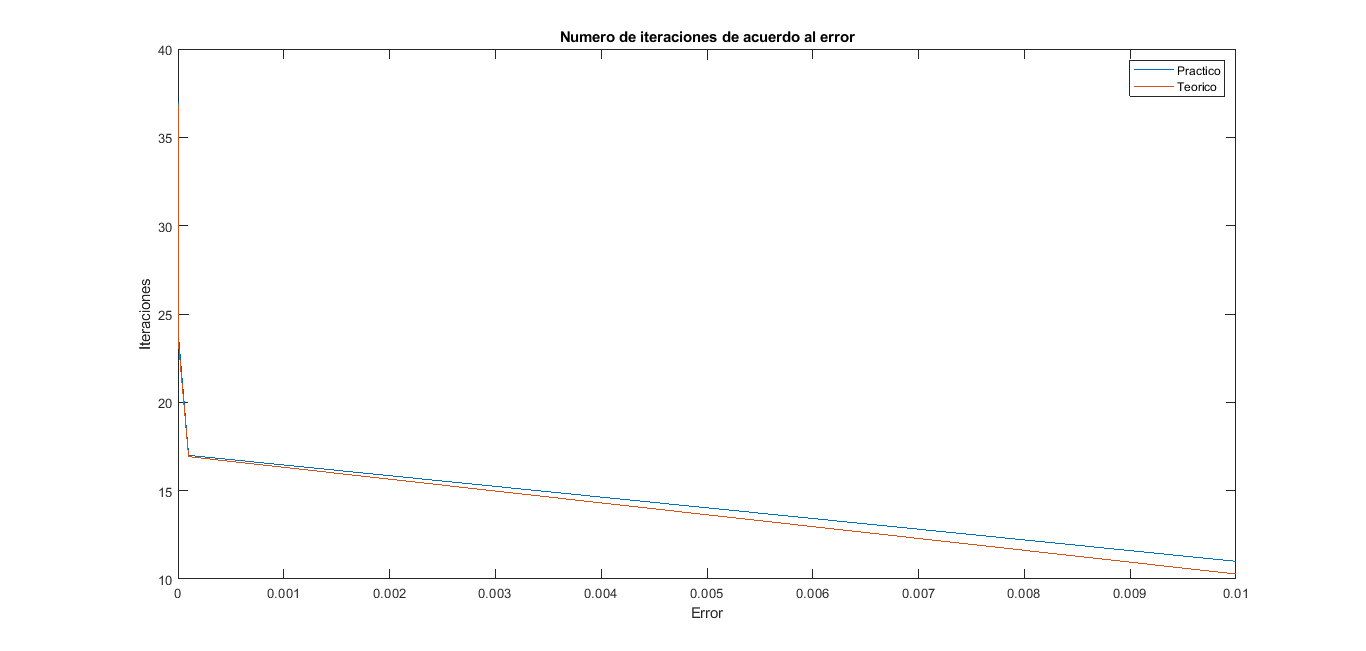 Numero de iteraciones de acuerdo al error
Practico
Teorico
40
35
30
25
20
15
10
Iteraciones
0 0.001 0.002 0.003 0.004 0.005 0.006 0.007 0.008 0.009 0.01
Error